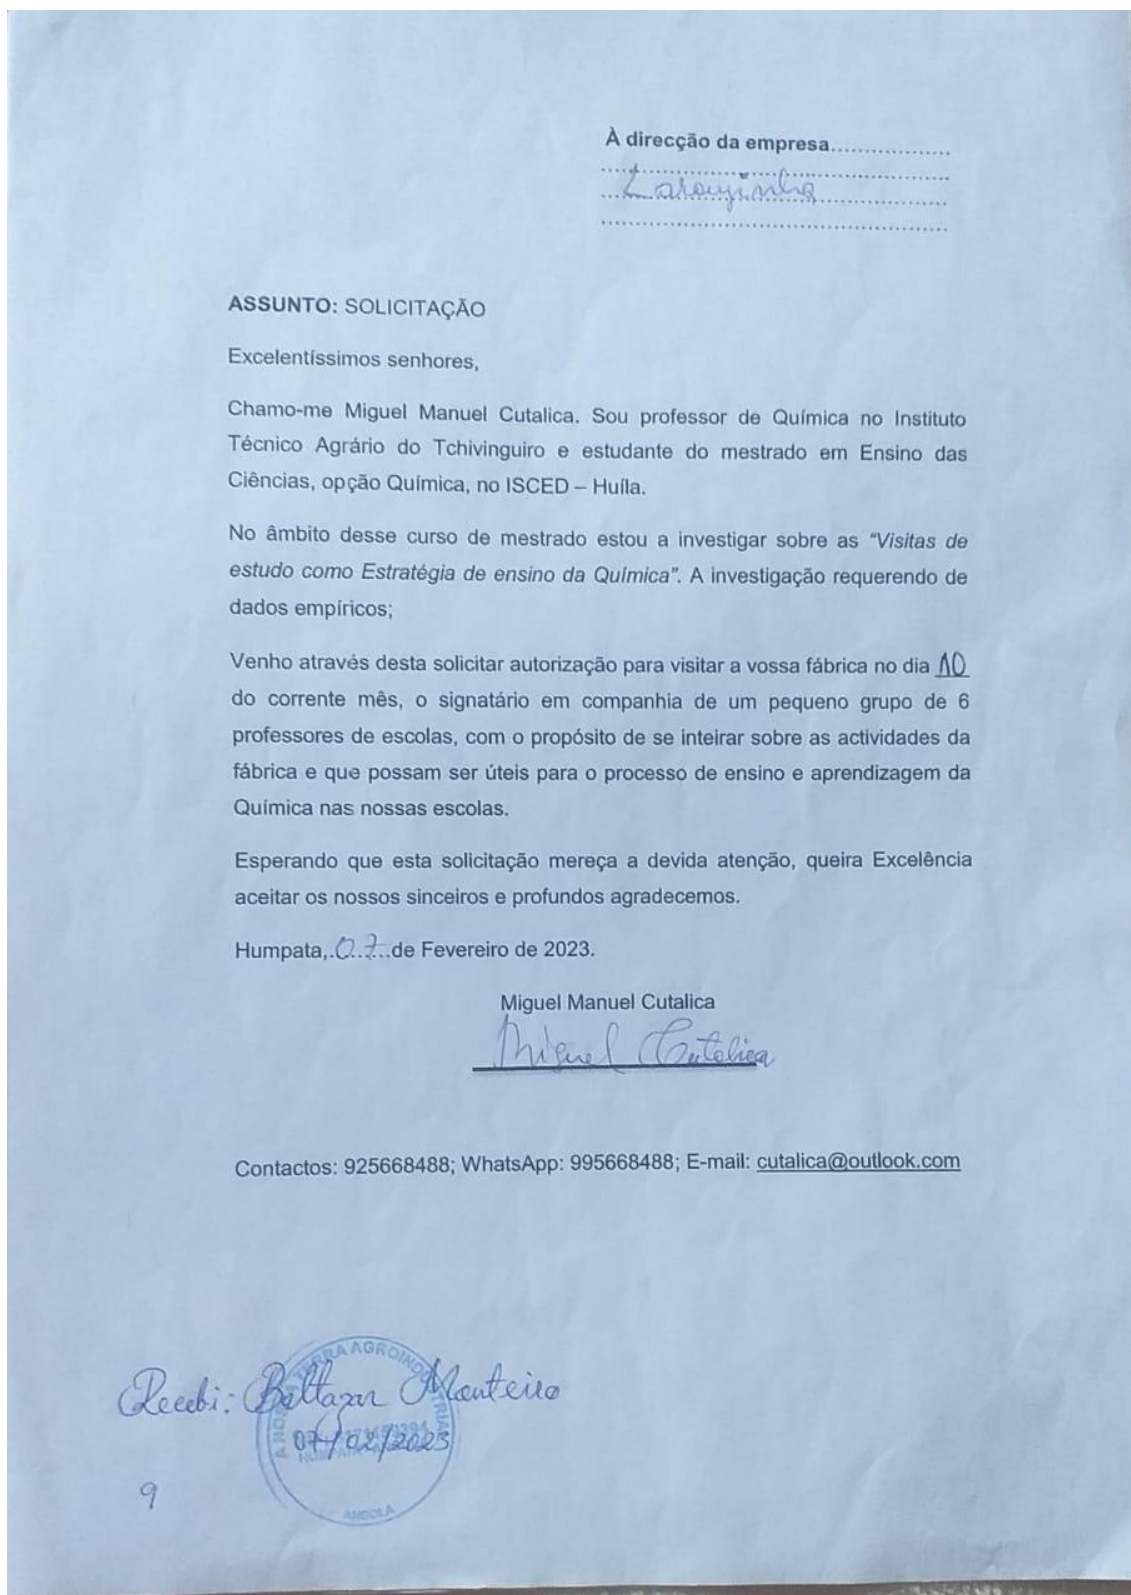 À direcção da empresa..................
ASSUNTO: SOLICITAÇÃO
Excelentíssimos senhores,
Chamo-me Miguel Manuel Cutalica. Sou professor de Química no Instituto
Técnico Agrário do Tchivinguiro e estudante do mestrado em Ensino das
Ciências, opção Química, no ISCED – Huíla.
No âmbito desse curso de mestrado estou a investigar sobre as “Visitas de
estudo como Estratégia de ensino da Química”. A investigação requerendo de
dados empíricos;
Venho através desta solicitar autorização para visitar a vossa fábrica no dia 10
do corrente mês, o signatário em companhia de um pequeno grupo de 6
professores de escolas, com o propósito de se inteirar sobre as actividades da
fábrica e que possam ser úteis para o processo de ensino e aprendizagem da
Química nas nossas escolas.
Esperando que esta solicitação mereça a devida atenção, queira Excelência
aceitar os nossos sinceiros e profundos agradecemos.
Humpata, 07 de Fevereiro de 2023.
Miguel Manuel Cutalica
Miguel Cutalica
Contactos: 925668488; WhatsApp: 995668488; E-mail: cutalica@outlook.com
TERRA AGROINDUSTRIA
Recebi: Baltazar Monteiro
07/02/2023
9
ANGOLA